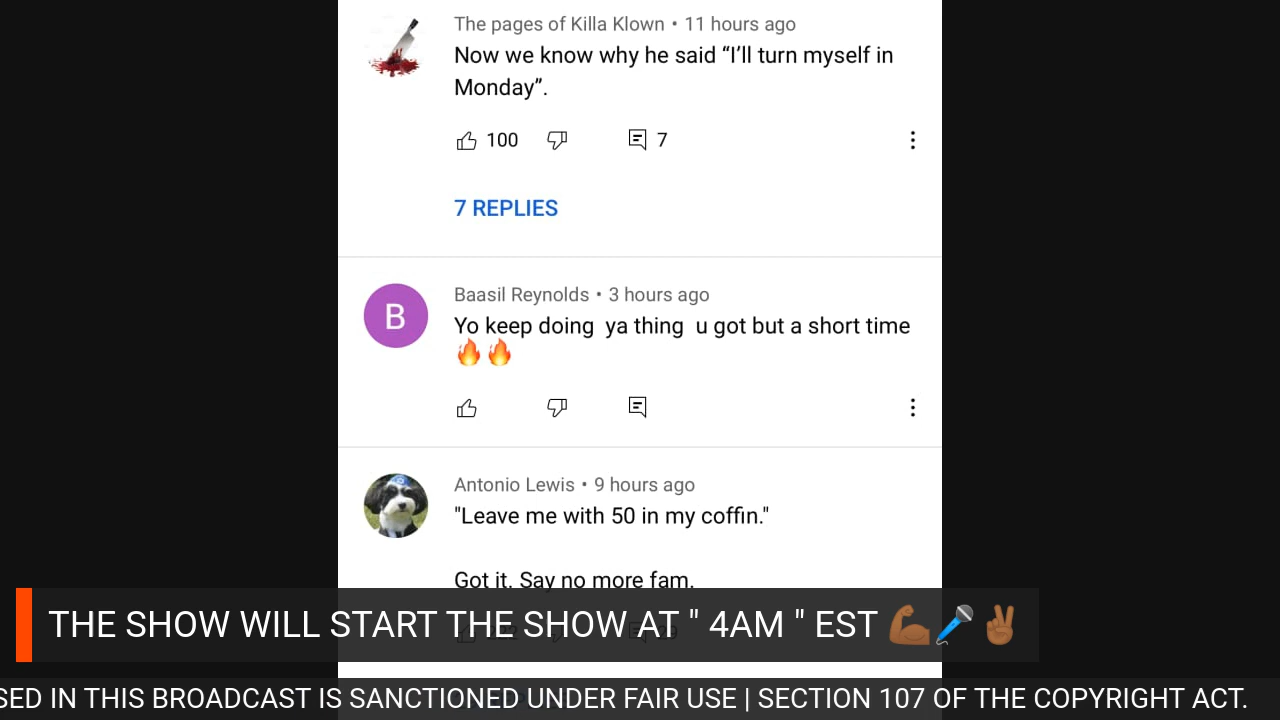 The pages of Killa Klown • 11 hours ago
Now we know why he said “I’ll turn myself in
Monday”.
100 7
7 REPLIES
B
Baasil Reynolds • 3 hours ago
Yo keep doing  ya thing  u got but a short time
🔥🔥
Antonio Lewis • 9 hours ago
"Leave me with 50 in my coffin."
Got it. Say no more fam.
THE SHOW WILL START THE SHOW AT " 4AM " EST 💪🏾🎤✌🏾
SED IN THIS BROADCAST IS SANCTIONED UNDER FAIR USE | SECTION 107 OF THE COPYRIGHT ACT.